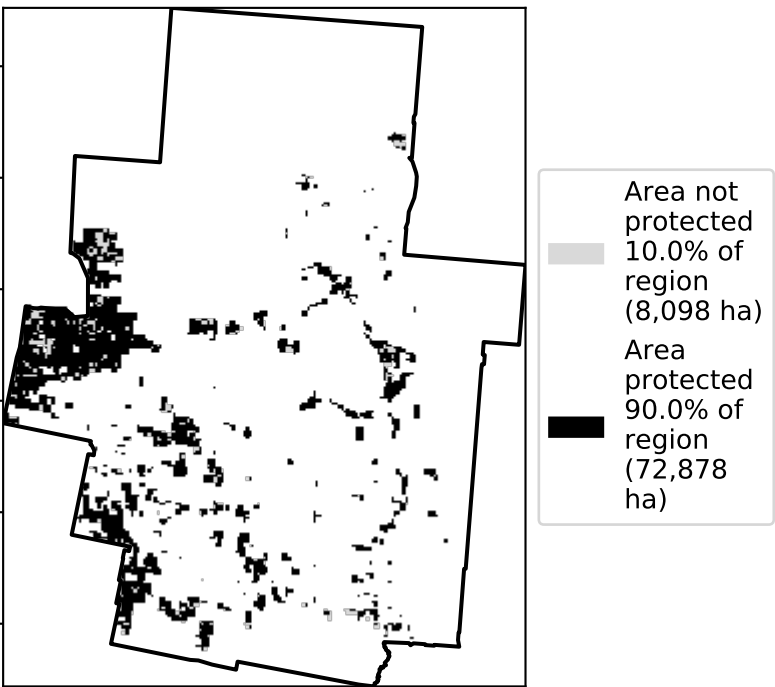 Area not
protected
10.0% of
region
(8,098 ha)
Area
protected
90.0% of
region
(72,878
ha)